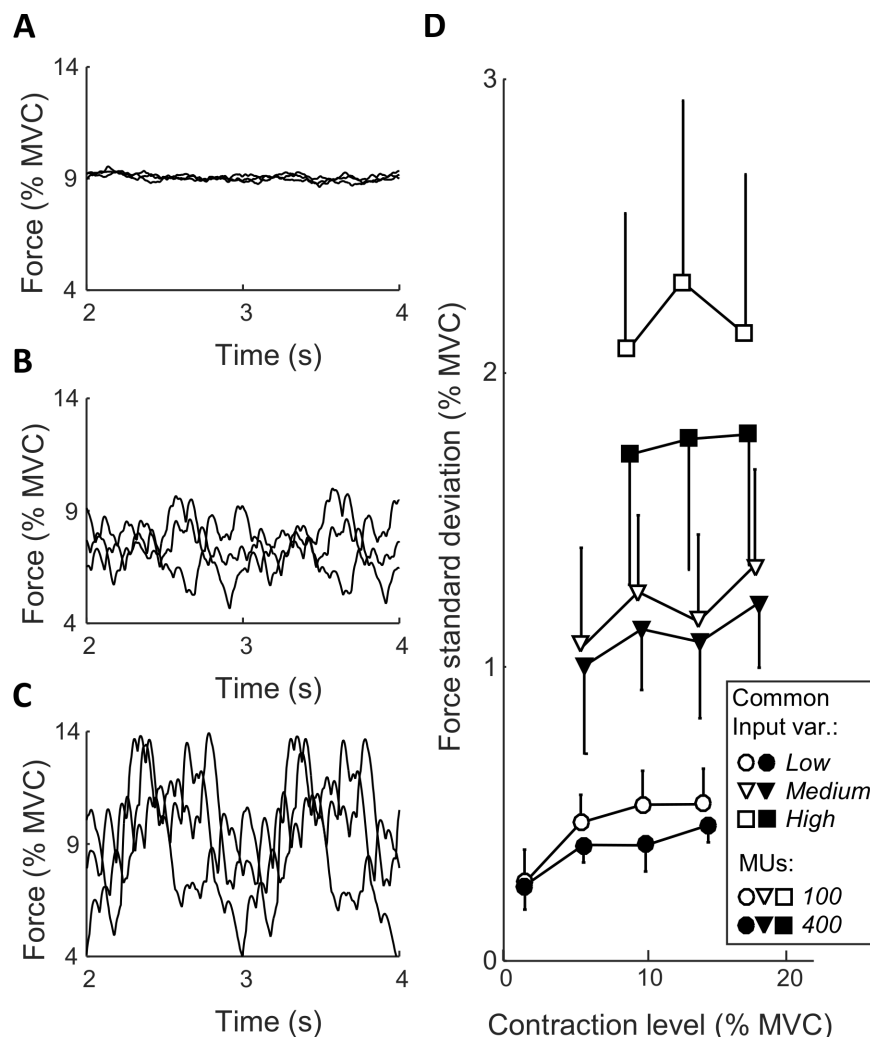 A
14
9
4
Force (% MVC)
2 3 4
Time (s)
B
14
9
4
Force (% MVC)
2 3 4
Time (s)
C
14
9
4
Force (% MVC)
2 3 4
Time (s)
D
3
2
1
0
Force standard deviation (% MVC)
0 10 20
Contraction level (% MVC)
Common
Input var.:
Low
Medium
High
MUs:
100
400